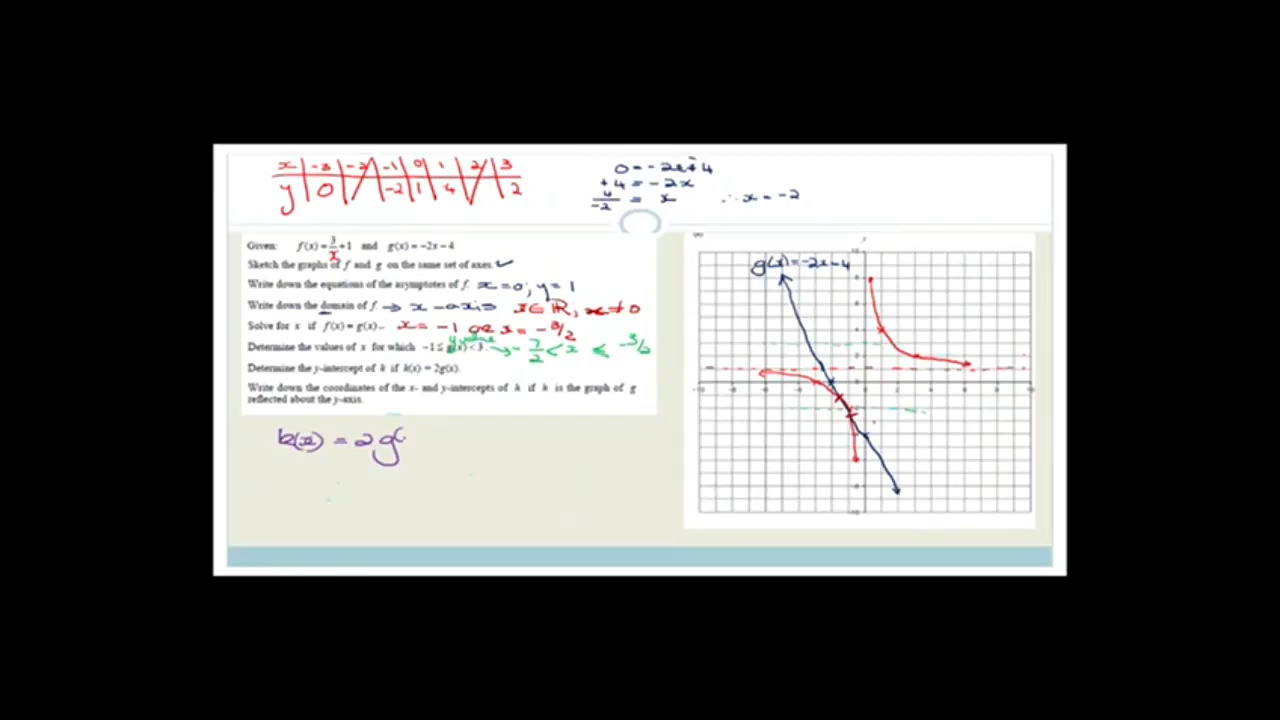 x | -3 | -2 | -1 | 0 | 1 | 2 | 3
y | 0 | | -2 | 1 | 4 | | 2
0 = -2x+4
+4 = -2x
4/-2 = x ∴ x = -2
Given: f(x) = 3/x + 1 and g(x) = -2x - 4
Sketch the graphs of f and g on the same set of axes. ✓
Write down the equations of the asymptotes of f. x = 0; y = 1
Write down the domain of f. → x - axis x ∈ ℝ, x ≠ 0
Solve for x if f(x) = g(x). x = -1 or x = -3/2
Determine the values of x for which -1 ≤ g(x) < 3. → -7/2 < x ≤ -3/2
Determine the y-intercept of k if k(x) = 2g(x).
Write down the coordinates of the x- and y-intercepts of h if h is the graph of g
reflected about the y-axis.
k(x) = 2g(
g(x) = -2x - 4